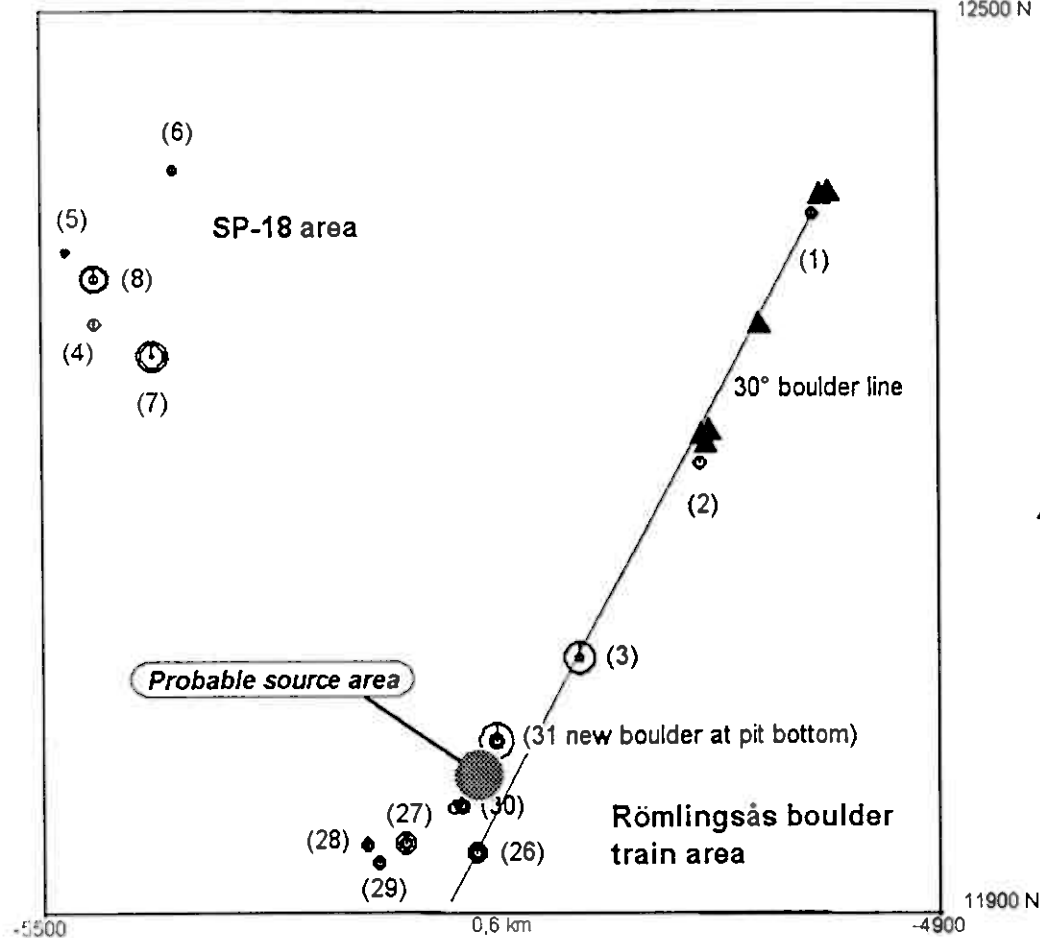 12500 N
(6)
(5)
SP-18 area
(1)
(8)
(4)
(7)
30° boulder line
(2)
(3)
Probable source area
(31 new boulder at pit bottom)
(30)
(27)
(28)
(26)
(29)
Römlingsås boulder
train area
11900 N
-5500
0,6 km
-4900